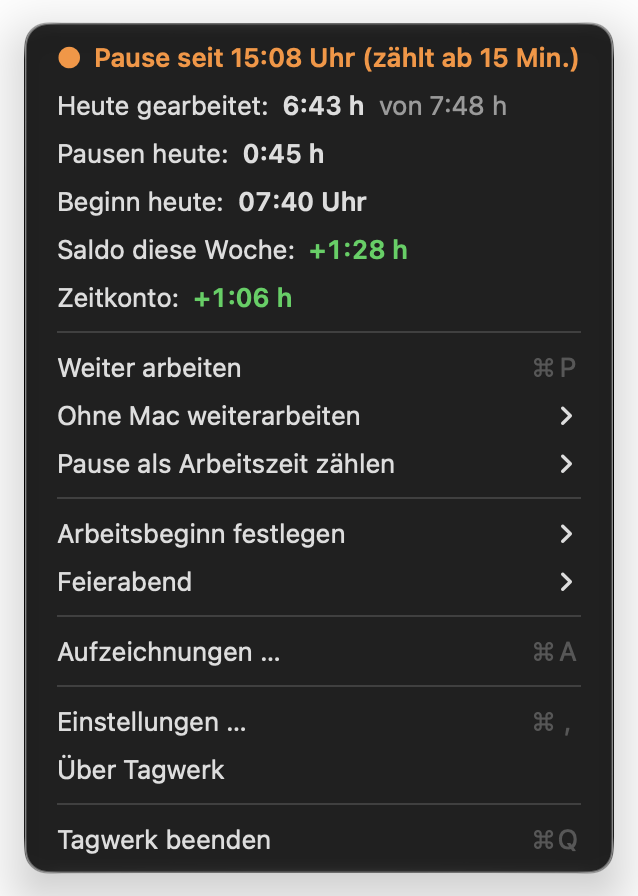 Pause seit 15:08 Uhr (zählt ab 15 Min.)
Heute gearbeitet: 6:43 h von 7:48 h
Pausen heute: 0:45 h
Beginn heute: 07:40 Uhr
Saldo diese Woche: +1:28 h
Zeitkonto: +1:06 h
Weiter arbeiten ⌘ P
Ohne Mac weiterarbeiten
Pause als Arbeitszeit zählen
Arbeitsbeginn festlegen
Feierabend
Aufzeichnungen ... ⌘ A
Einstellungen ... ⌘ ,
Über Tagwerk
Tagwerk beenden ⌘ Q